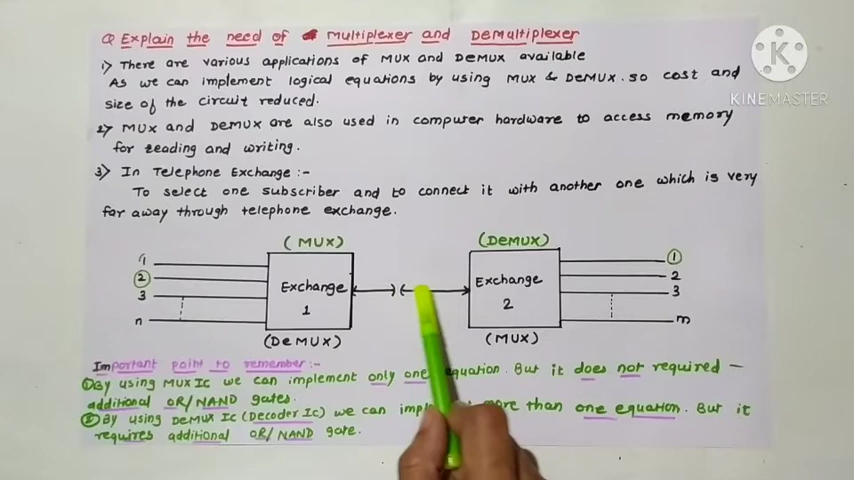 Q Explain the need of Multiplexer and Demultiplexer
1) There are various applications of MUX and DEMUX available
As we can implement logical equations by using MUX & DEMUX. so cost and
size of the circuit reduced.
2) MUX and DEMUX are also used in computer hardware to access memory
for reading and writing.
3) In Telephone Exchange :-
To select one subscriber and to connect it with another one which is very
far away through telephone exchange.
(MUX) (DEMUX)
1 1
2 Exchange Exchange 2
3 1 2 3
n m
(DEMUX) (MUX)
Important point to remember :-
① By using MUX IC we can implement only one equation. But it does not required -
additional OR/NAND gates.
② By using DEMUX IC (Decoder IC) we can more than one equation. But it
requires additional OR/NAND gate.
K
KINEMASTER